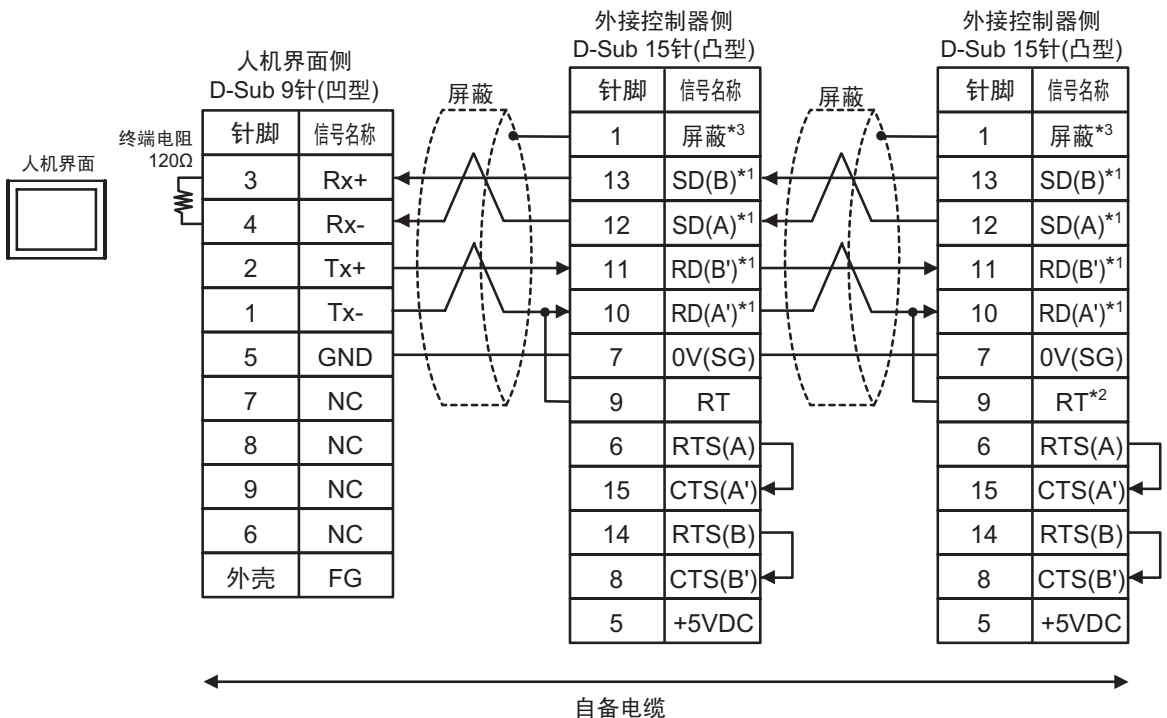 外接控制器侧
D-Sub 15针(凸型)
外接控制器侧
D-Sub 15针(凸型)
人机界面侧
D-Sub 9针(凹型)
屏蔽
屏蔽
终端电阻
120Ω
人机界面
针脚 信号名称
3 Rx+
4 Rx-
2 Tx+
1 Tx-
5 GND
7 NC
8 NC
9 NC
6 NC
外壳 FG
针脚 信号名称
1 屏蔽*3
13 SD(B)*1
12 SD(A)*1
11 RD(B')*1
10 RD(A')*1
7 0V(SG)
9 RT
6 RTS(A)
15 CTS(A')
14 RTS(B)
8 CTS(B')
5 +5VDC
针脚 信号名称
1 屏蔽*3
13 SD(B)*1
12 SD(A)*1
11 RD(B')*1
10 RD(A')*1
7 0V(SG)
9 RT*2
6 RTS(A)
15 CTS(A')
14 RTS(B)
8 CTS(B')
5 +5VDC
自备电缆